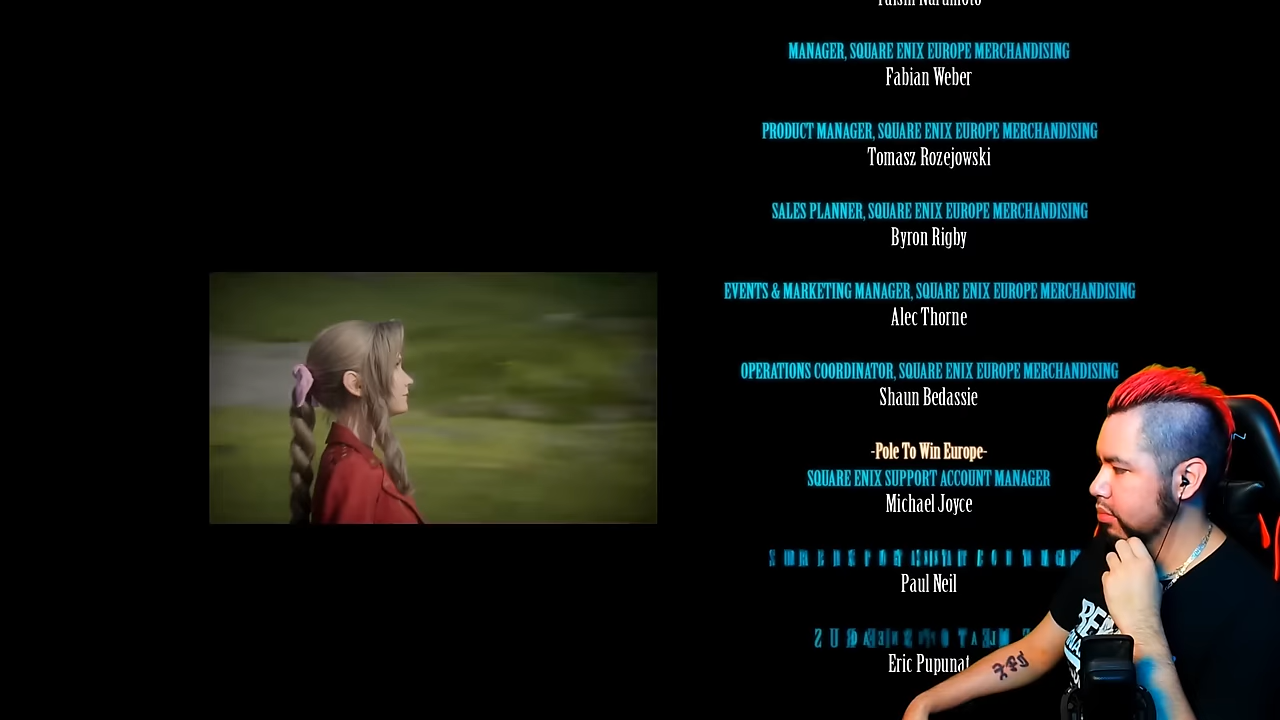 MANAGER, SQUARE ENIX EUROPE MERCHANDISING
Fabian Weber
PRODUCT MANAGER, SQUARE ENIX EUROPE MERCHANDISING
Tomasz Rozejowski
SALES PLANNER, SQUARE ENIX EUROPE MERCHANDISING
Byron Rigby
EVENTS & MARKETING MANAGER, SQUARE ENIX EUROPE MERCHANDISING
Alec Thorne
OPERATIONS COORDINATOR, SQUARE ENIX EUROPE MERCHANDISING
Shaun Bedassie
-Pole To Win Europe-
SQUARE ENIX SUPPORT ACCOUNT MANAGER
Michael Joyce
Paul Neil
Eric Pupunat